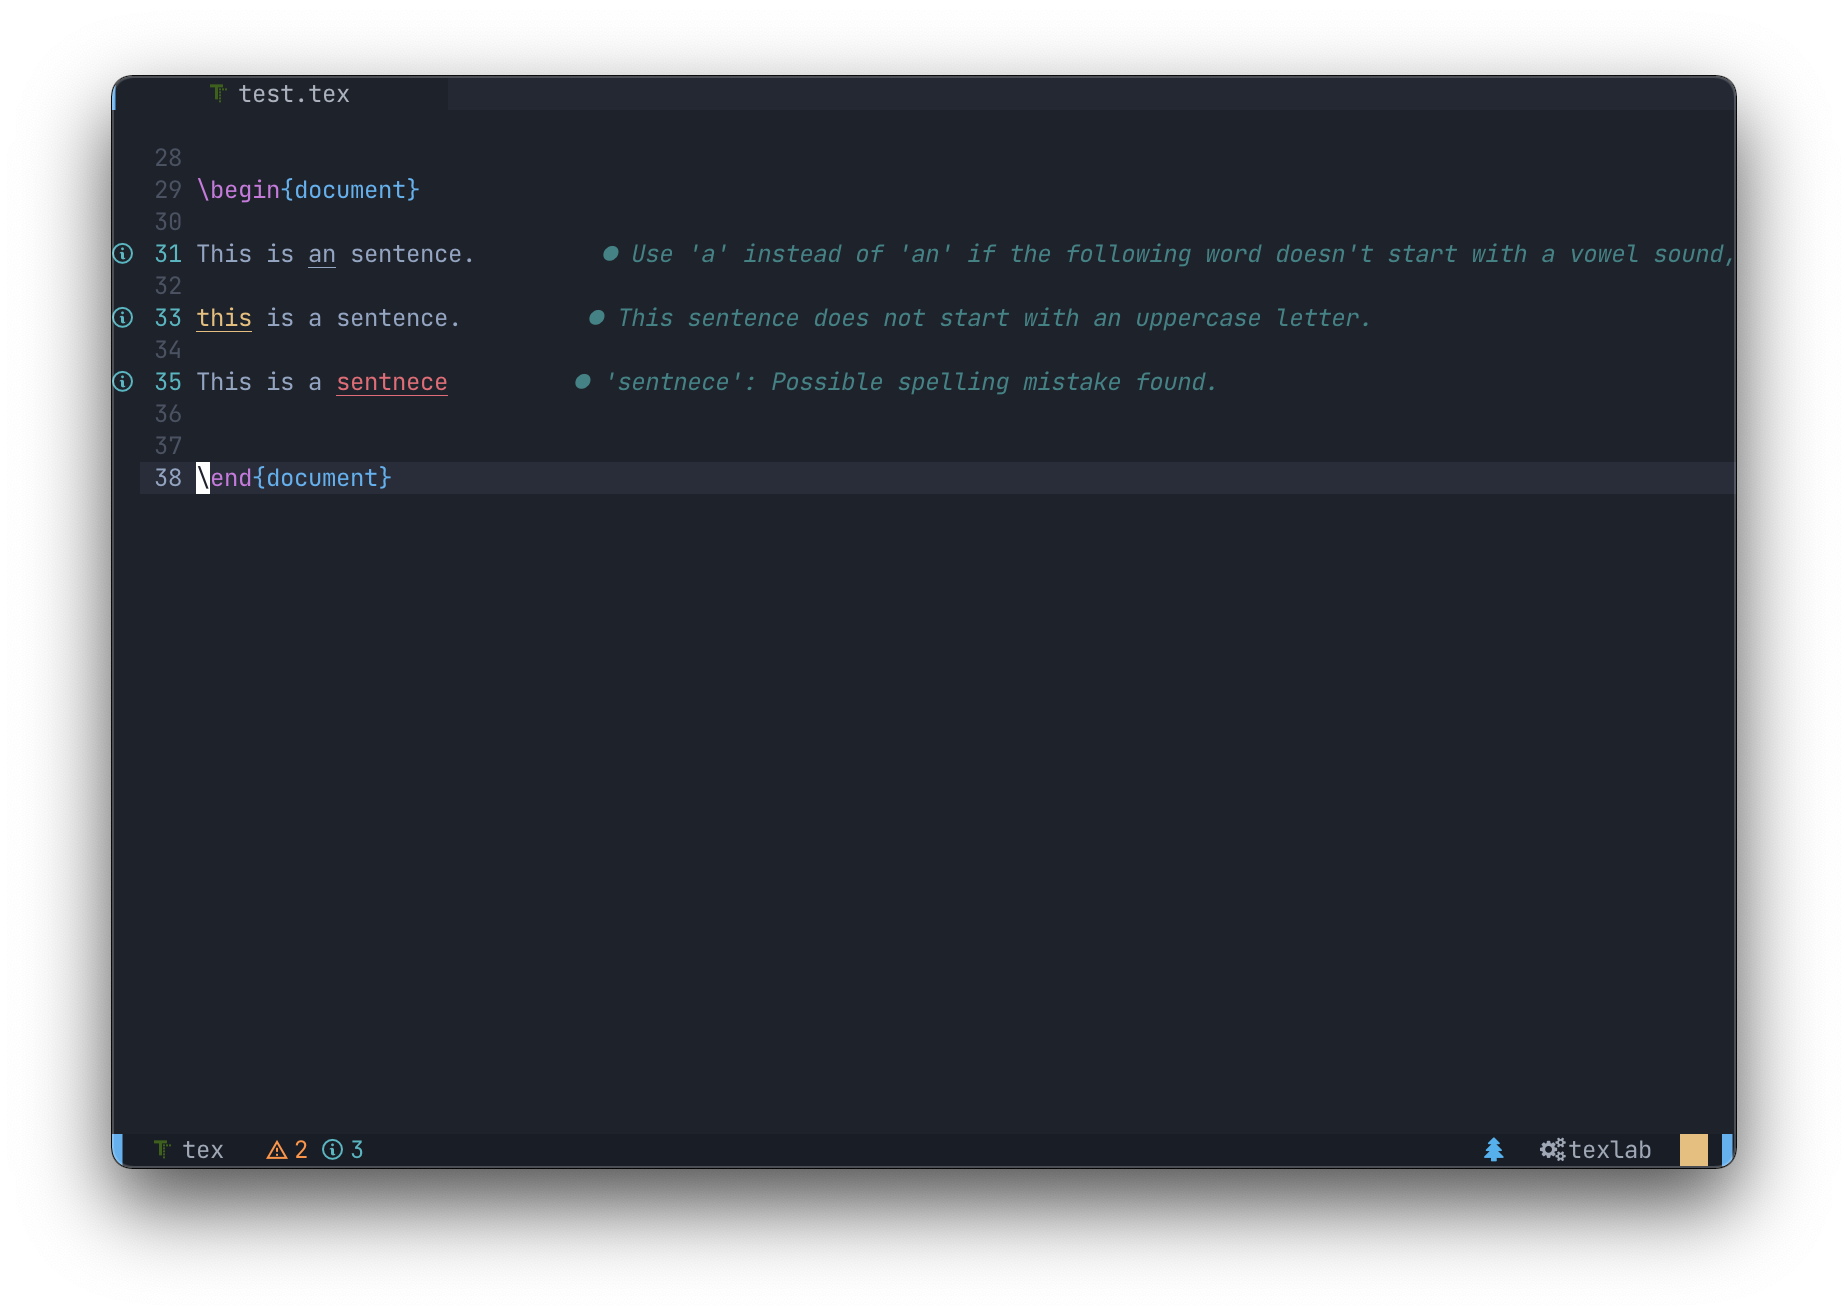 test.tex
28
29 \begin{document}
30
31 This is an sentence. ● Use 'a' instead of 'an' if the following word doesn't start with a vowel sound,
32
33 this is a sentence. ● This sentence does not start with an uppercase letter.
34
35 This is a sentnece ● 'sentnece': Possible spelling mistake found.
36
37
38 \end{document}
tex 2 3 texlab